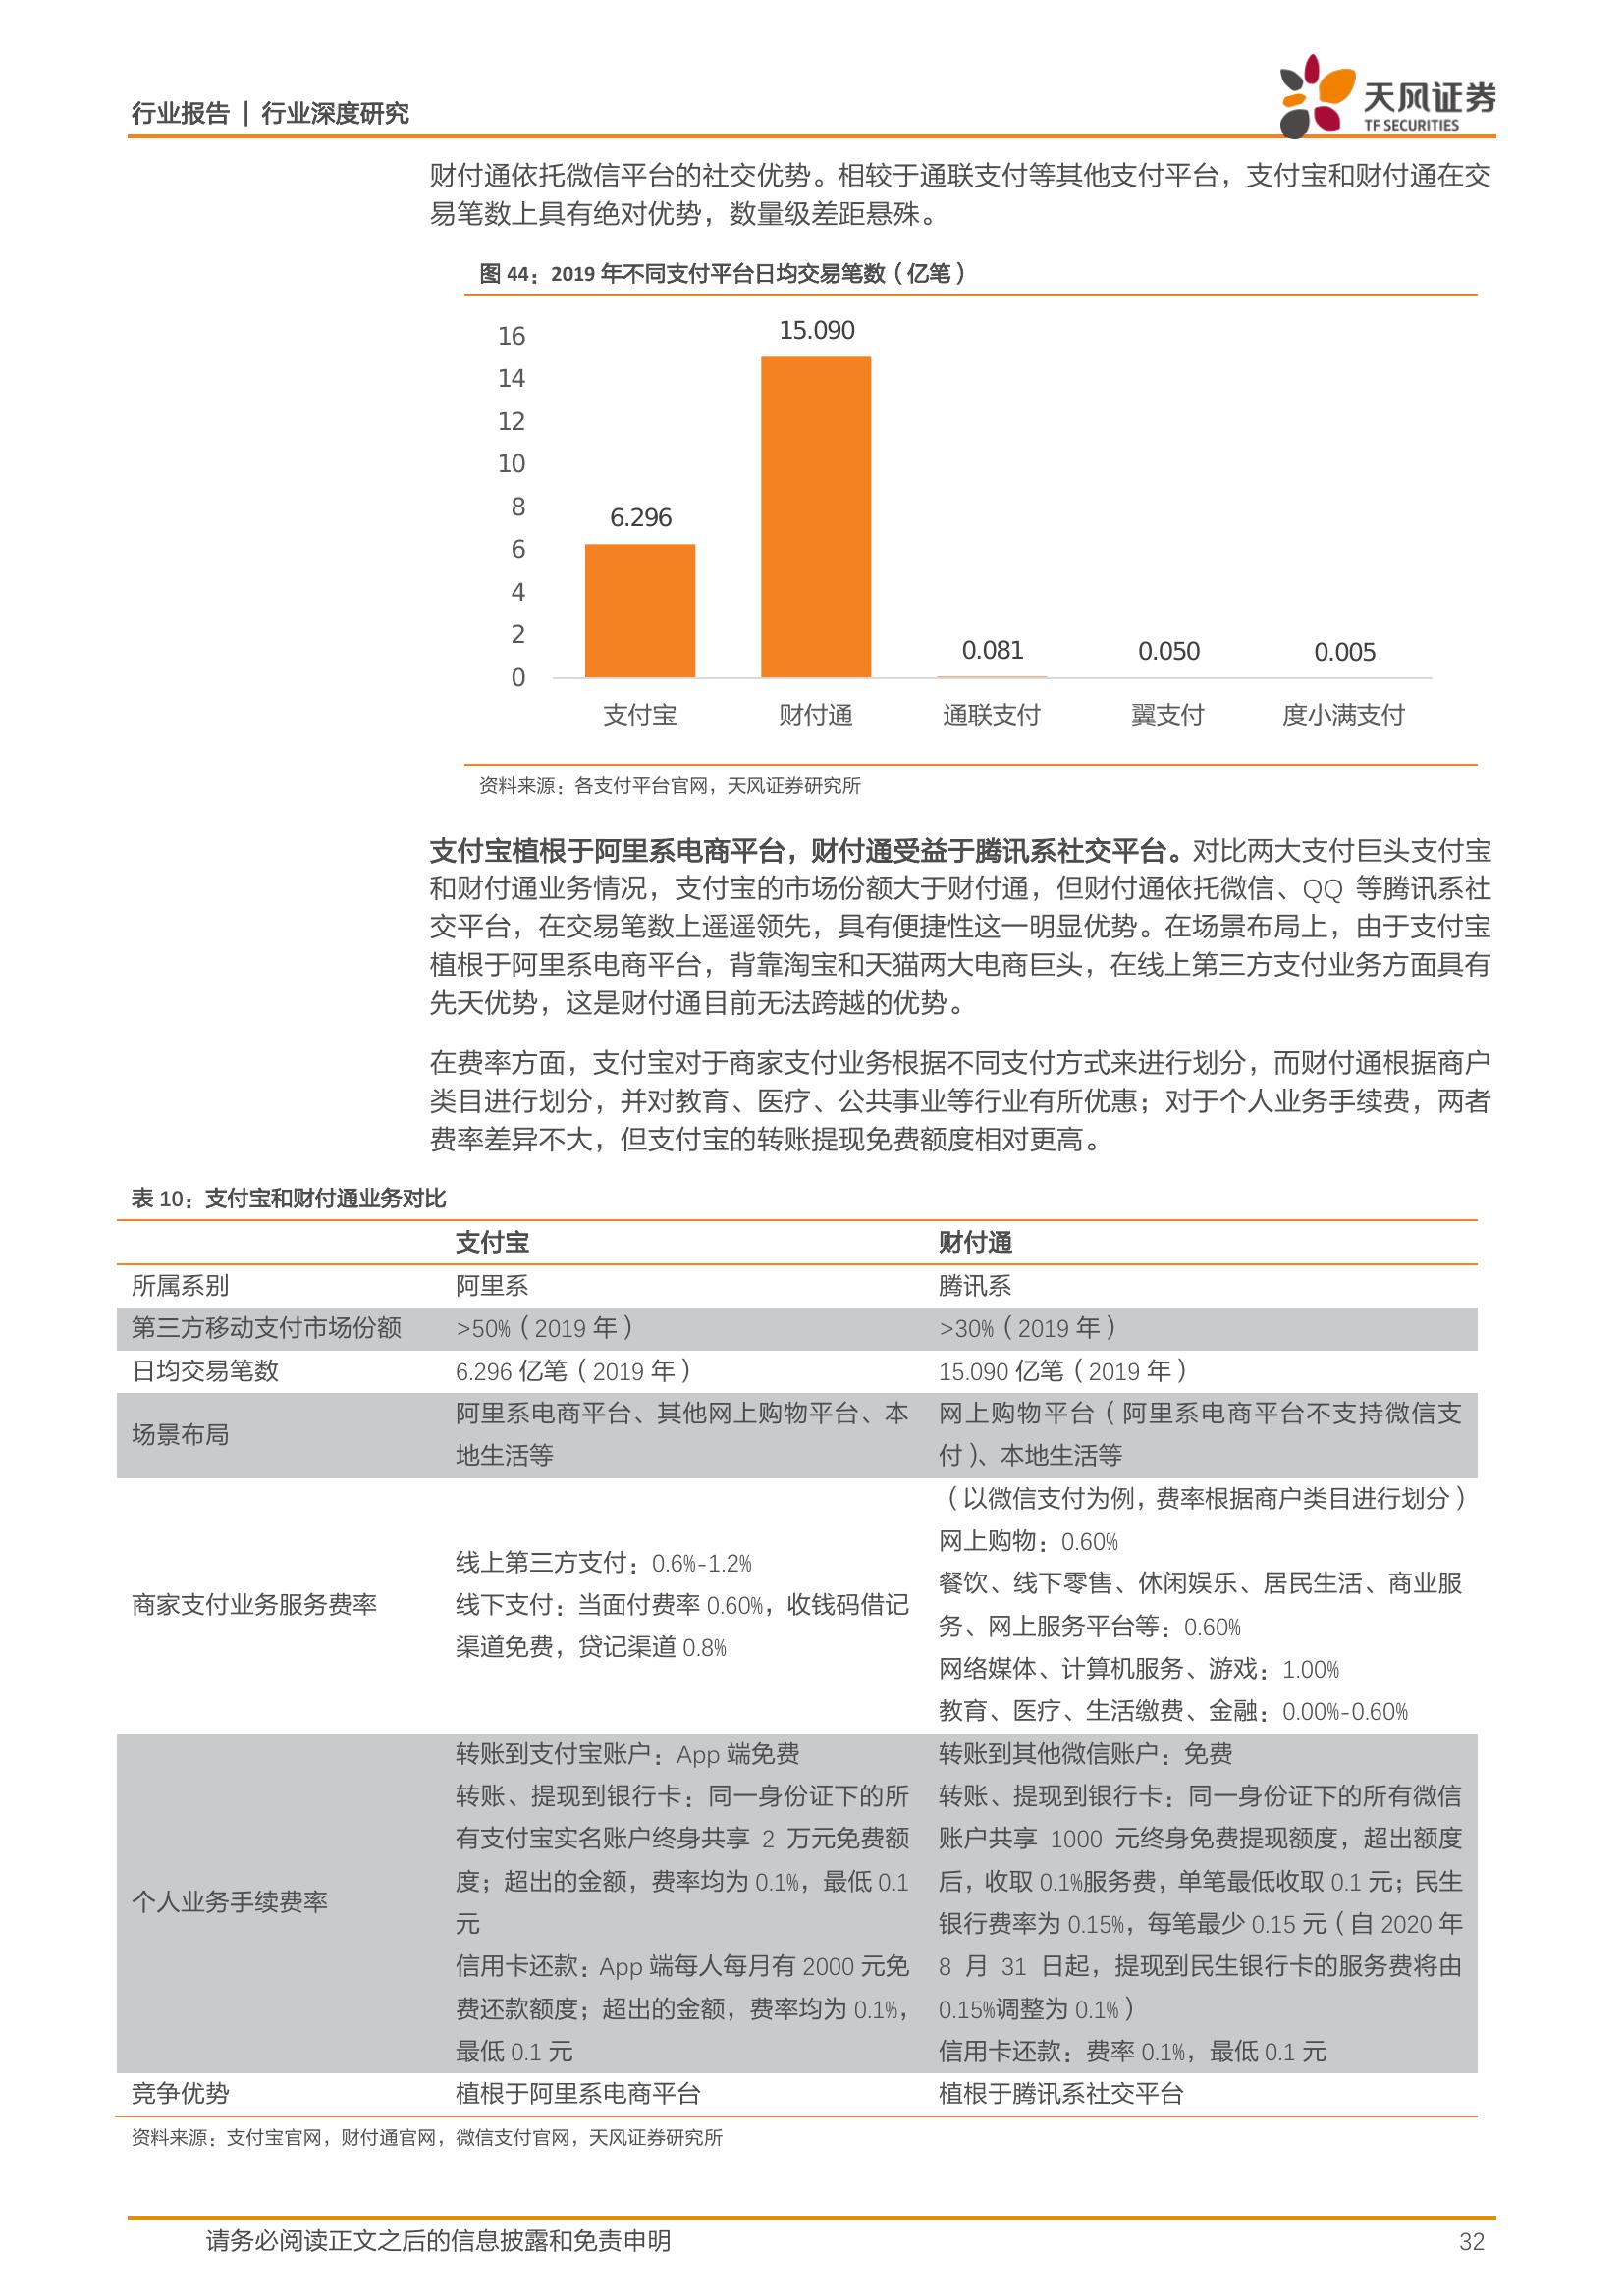 行业报告 | 行业深度研究
天风证券
TF SECURITIES
财付通依托微信平台的社交优势。相较于通联支付等其他支付平台，支付宝和财付通在交
易笔数上具有绝对优势，数量级差距悬殊。
图 44：2019 年不同支付平台日均交易笔数（亿笔）
16
14
12
10
8
6
4
2
0
6.296
15.090
0.081
0.050
0.005
支付宝
财付通
通联支付
翼支付
度小满支付
资料来源：各支付平台官网，天风证券研究所
支付宝植根于阿里系电商平台，财付通受益于腾讯系社交平台。对比两大支付巨头支付宝
和财付通业务情况，支付宝的市场份额大于财付通，但财付通依托微信、QQ 等腾讯系社
交平台，在交易笔数上遥遥领先，具有便捷性这一明显优势。在场景布局上，由于支付宝
植根于阿里系电商平台，背靠淘宝和天猫两大电商巨头，在线上第三方支付业务方面具有
先天优势，这是财付通目前无法跨越的优势。
在费率方面，支付宝对于商家支付业务根据不同支付方式来进行划分，而财付通根据商户
类目进行划分，并对教育、医疗、公共事业等行业有所优惠；对于个人业务手续费，两者
费率差异不大，但支付宝的转账提现免费额度相对更高。
表 10：支付宝和财付通业务对比
支付宝 财付通
所属系别 阿里系 腾讯系
第三方移动支付市场份额 >50%（2019 年） >30%（2019 年）
日均交易笔数 6.296 亿笔（2019 年） 15.090 亿笔（2019 年）
场景布局
阿里系电商平台、其他网上购物平台、本
地生活等
网上购物平台（阿里系电商平台不支持微信支
付）、本地生活等
商家支付业务服务费率
线上第三方支付：0.6%-1.2%
线下支付：当面付费率 0.60%，收钱码借记
渠道免费，贷记渠道 0.8%
（以微信支付为例，费率根据商户类目进行划分）
网上购物：0.60%
餐饮、线下零售、休闲娱乐、居民生活、商业服
务、网上服务平台等：0.60%
网络媒体、计算机服务、游戏：1.00%
教育、医疗、生活缴费、金融：0.00%-0.60%
个人业务手续费率
转账到支付宝账户：App 端免费
转账、提现到银行卡：同一身份证下的所
有支付宝实名账户终身共享 2 万元免费额
度；超出的金额，费率均为 0.1%，最低 0.1
元
信用卡还款：App 端每人每月有 2000 元免
费还款额度；超出的金额，费率均为 0.1%，
最低 0.1 元
转账到其他微信账户：免费
转账、提现到银行卡：同一身份证下的所有微信
账户共享 1000 元终身免费提现额度，超出额度
后，收取 0.1%服务费，单笔最低收取 0.1 元；民生
银行费率为 0.15%，每笔最少 0.15 元（自 2020 年
8 月 31 日起，提现到民生银行卡的服务费将由
0.15%调整为 0.1%）
信用卡还款：费率 0.1%，最低 0.1 元
竞争优势 植根于阿里系电商平台 植根于腾讯系社交平台
资料来源：支付宝官网，财付通官网，微信支付官网，天风证券研究所
请务必阅读正文之后的信息披露和免责申明 32